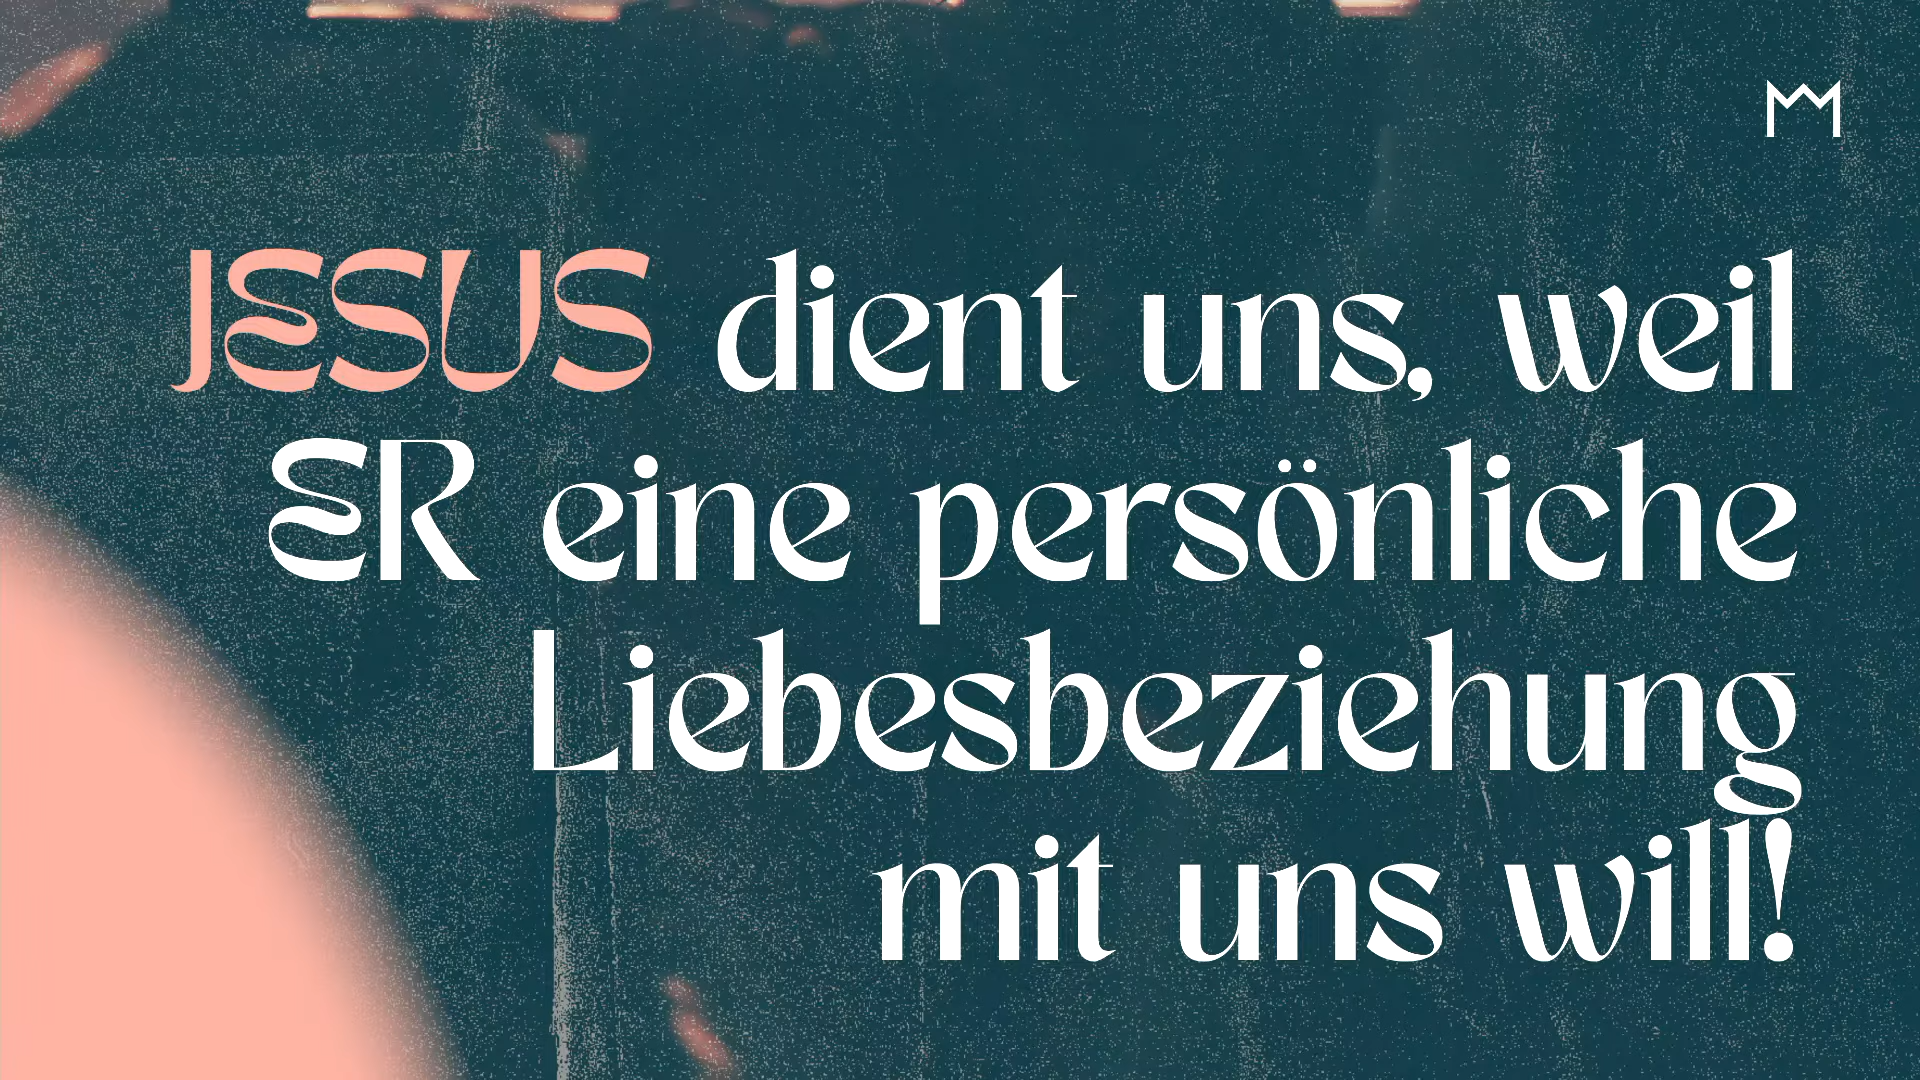 JESUS dient uns, weil
ER eine persönliche
Liebesbeziehung
mit uns will!